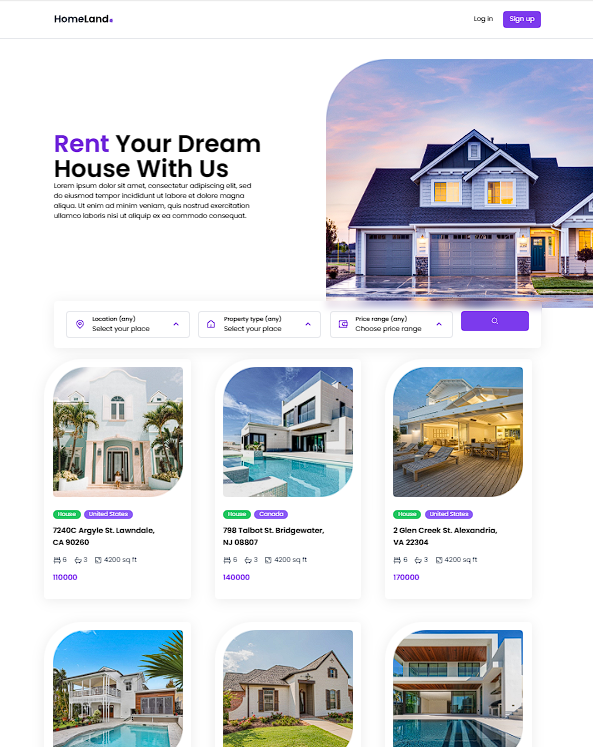 HomeLand.
Log in
Sign up
Rent Your Dream
House With Us
Lorem ipsum dolor sit amet, consectetur adipiscing elit, sed
do eiusmod tempor incididunt ut labore et dolore magna
aliqua. Ut enim ad minim veniam, quis nostrud exercitation
ullamco laboris nisi ut aliquip ex ea commodo consequat.
Location (any)
Select your place
Property type (any)
Select your place
Price range (any)
Choose price range
House
United States
7240C Argyle St. Lawndale,
CA 90260
6
3
4200 sq ft
110000
House
Canada
798 Talbot St. Bridgewater,
NJ 08807
6
3
4200 sq ft
140000
House
United States
2 Glen Creek St. Alexandria,
VA 22304
6
3
4200 sq ft
170000